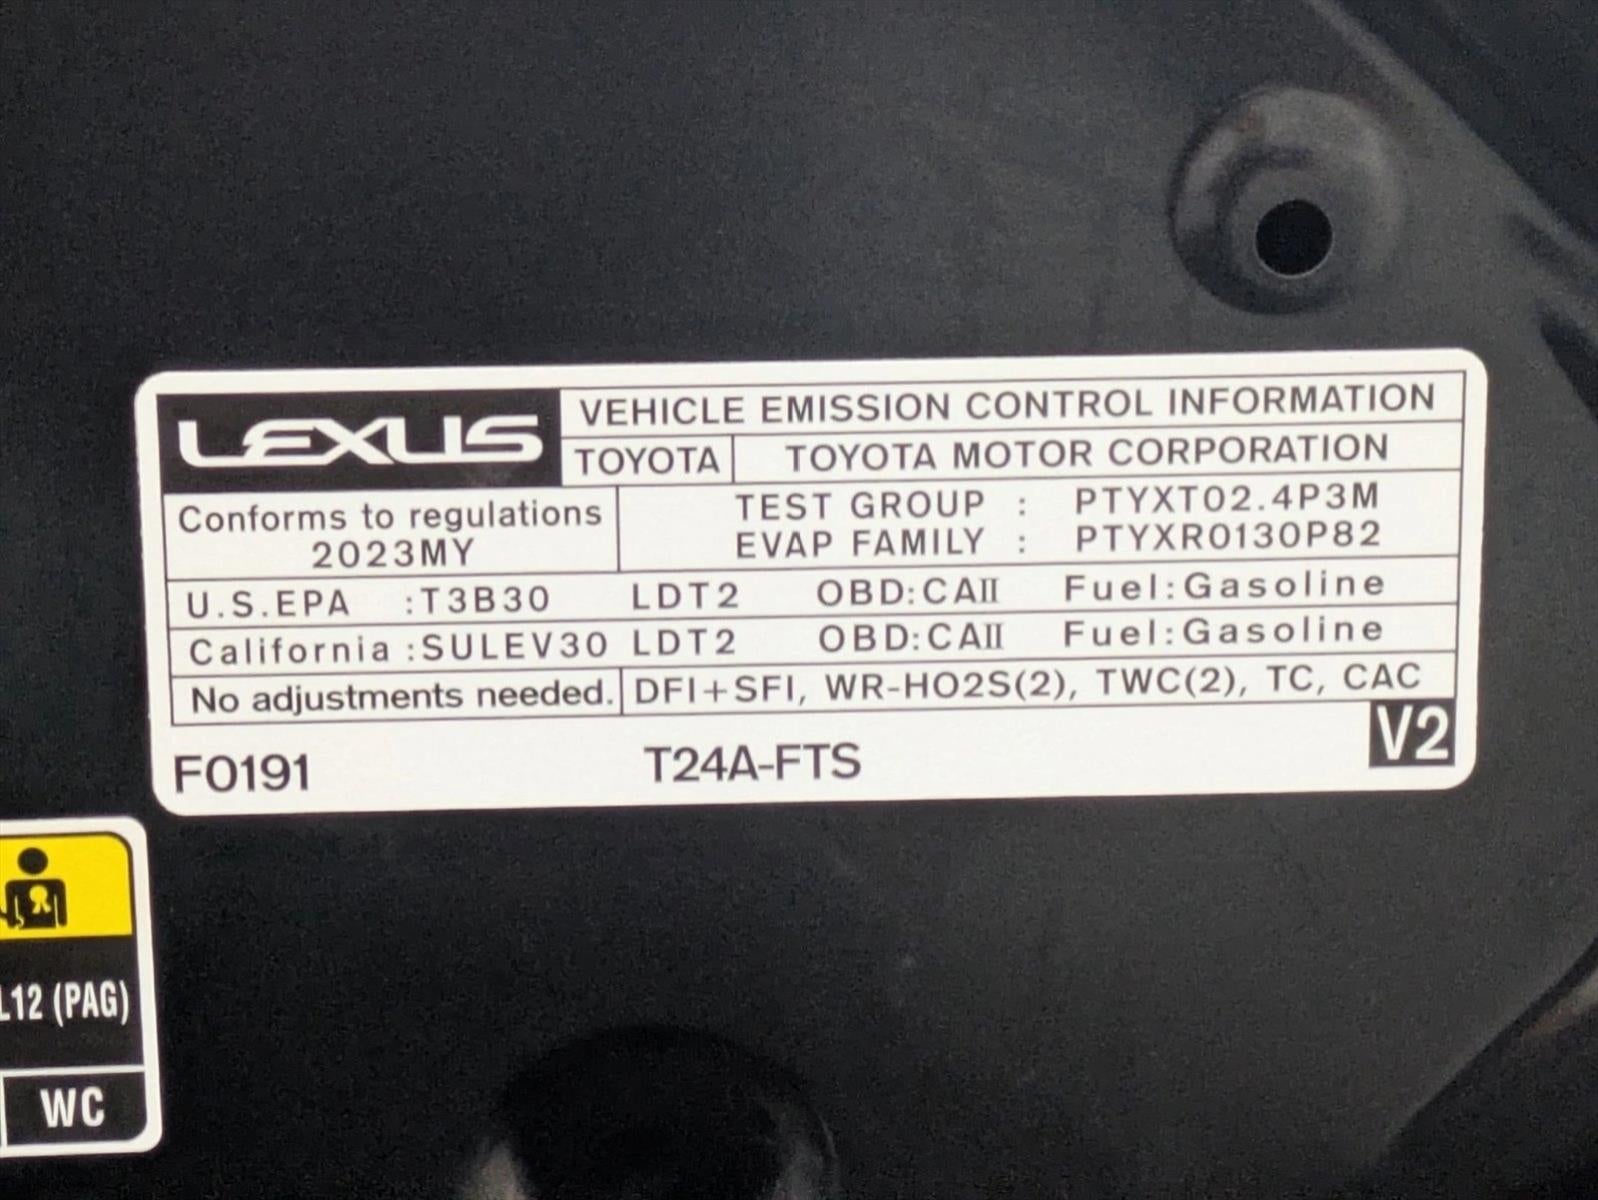 LEXUS
VEHICLE EMISSION CONTROL INFORMATION
TOYOTA TOYOTA MOTOR CORPORATION
Conforms to regulations
2023MY
TEST GROUP : PTYXT02.4P3M
EVAP FAMILY : PTYXR0130P82
U.S.EPA :T3B30 LDT2 OBD:CAII Fuel:Gasoline
California :SULEV30 LDT2 OBD:CAII Fuel:Gasoline
No adjustments needed. DFI+SFI, WR-HO2S(2), TWC(2), TC, CAC
V2
F0191 T24A-FTS
L12 (PAG)
WC